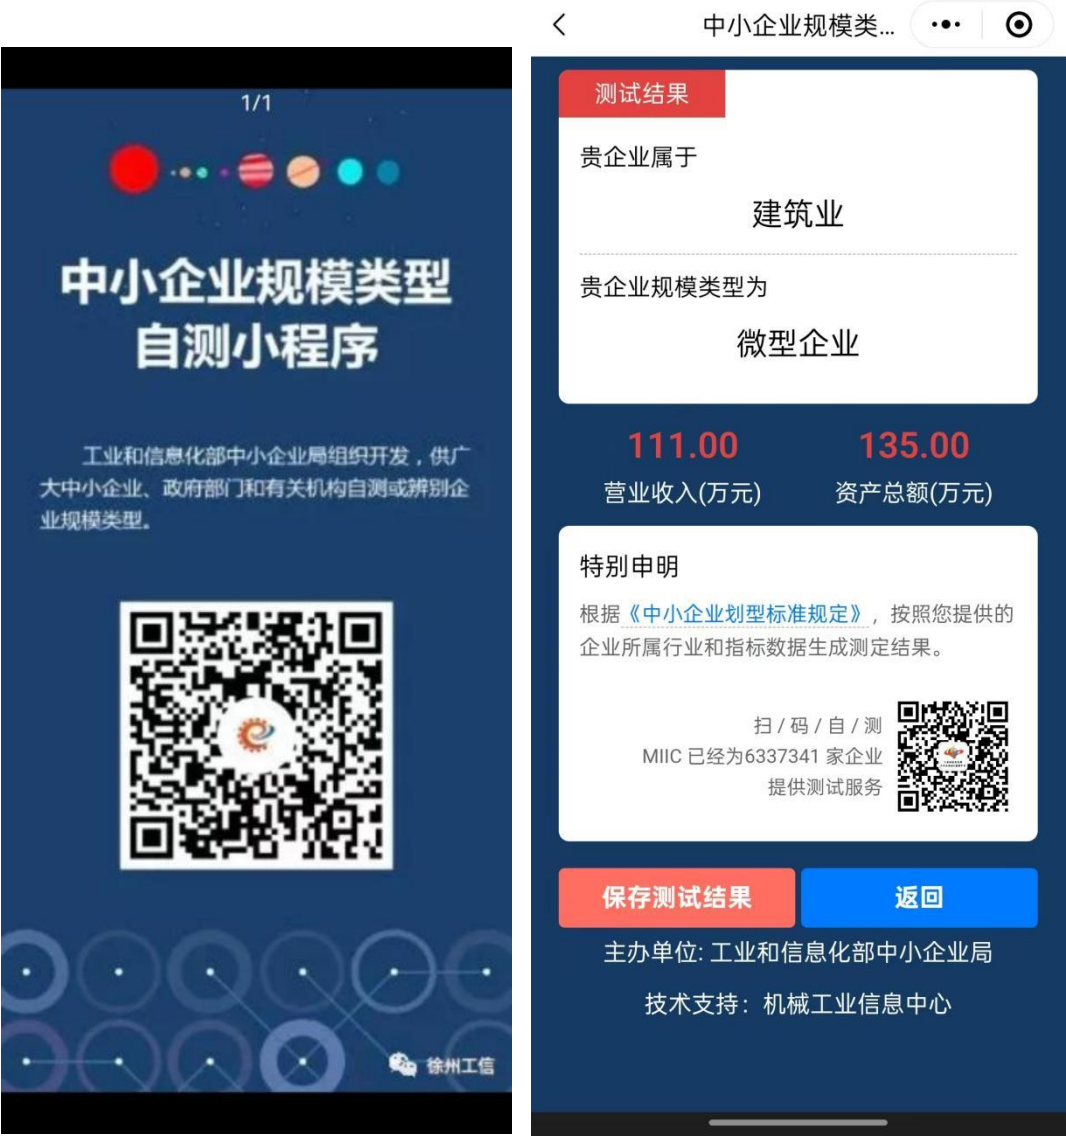 1/1
中小企业规模类型
自测小程序
工业和信息化部中小企业局组织开发，供广
大中小企业、政府部门和有关机构自测或辨别企
业规模类型。
徐州工信
中小企业规模类...
测试结果
贵企业属于
建筑业
贵企业规模类型为
微型企业
111.00 135.00
营业收入(万元) 资产总额(万元)
特别申明
根据《中小企业划型标准规定》，按照您提供的
企业所属行业和指标数据生成测定结果。
扫 / 码 / 自 / 测
MIIC 已经为6337341 家企业
提供测试服务
保存测试结果 返回
主办单位: 工业和信息化部中小企业局
技术支持：机械工业信息中心